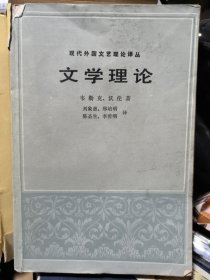 现代外国文艺理论译丛
文学理论
韦勒克、沃伦著
刘象愚、邢培明
陈圣生、李哲明 译